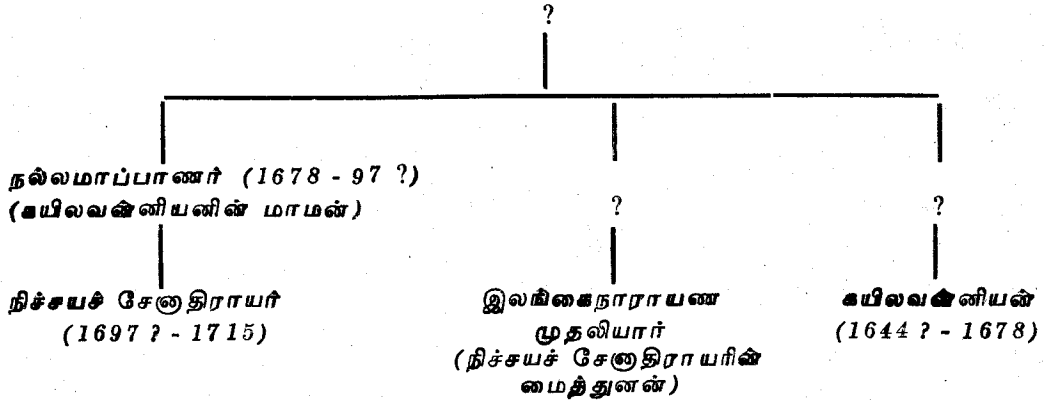 ?
நல்லமாப்பாணர் (1678 - 97 ?)
(கயிலவன்னியனின் மாமன்)
?
?
நிச்சயச் சேனாதிராயர்
(1697 ? - 1715)
இலங்கைநாராயண
முதலியார்
(நிச்சயச் சேனாதிராயரின்
மைத்துனன்)
கயிலவன்னியன்
(1644 ? - 1678)